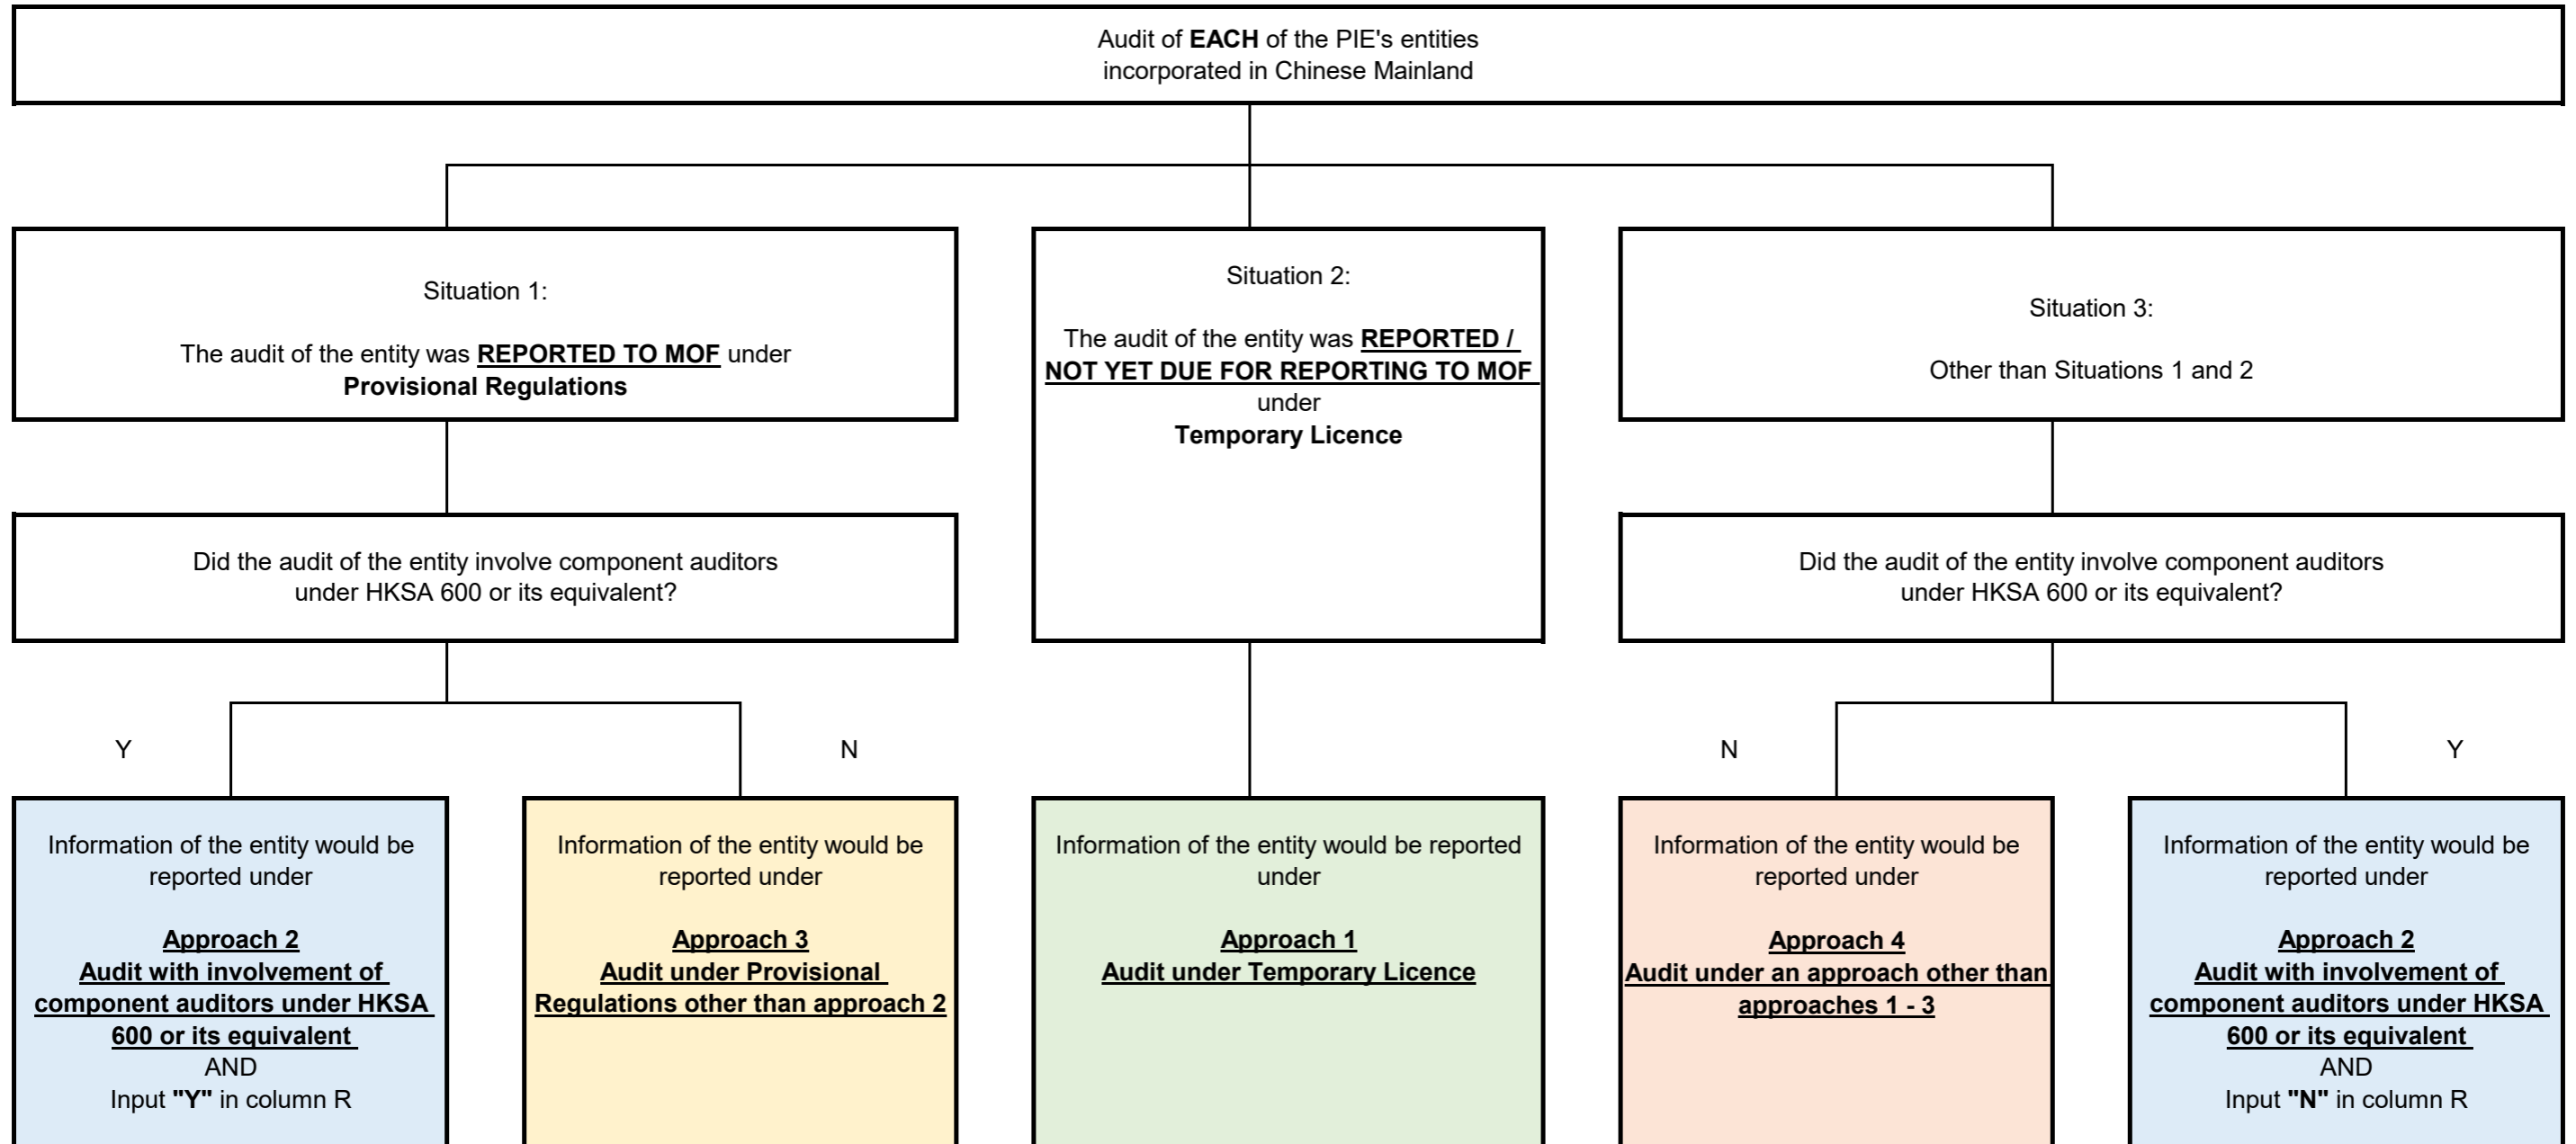 Audit of EACH of the PIE's entities
incorporated in Chinese Mainland
Situation 1:
The audit of the entity was REPORTED TO MOF under
Provisional Regulations
Situation 2:
The audit of the entity was REPORTED /
NOT YET DUE FOR REPORTING TO MOF
under
Temporary Licence
Situation 3:
Other than Situations 1 and 2
Did the audit of the entity involve component auditors
under HKSA 600 or its equivalent?
Did the audit of the entity involve component auditors
under HKSA 600 or its equivalent?
Y
N
N
Y
Information of the entity would be
reported under
Approach 2
Audit with involvement of
component auditors under HKSA
600 or its equivalent
AND
Input "Y" in column R
Information of the entity would be
reported under
Approach 3
Audit under Provisional
Regulations other than approach 2
Information of the entity would be reported
under
Approach 1
Audit under Temporary Licence
Information of the entity would be
reported under
Approach 4
Audit under an approach other than
approaches 1 - 3
Information of the entity would be
reported under
Approach 2
Audit with involvement of
component auditors under HKSA
600 or its equivalent
AND
Input "N" in column R